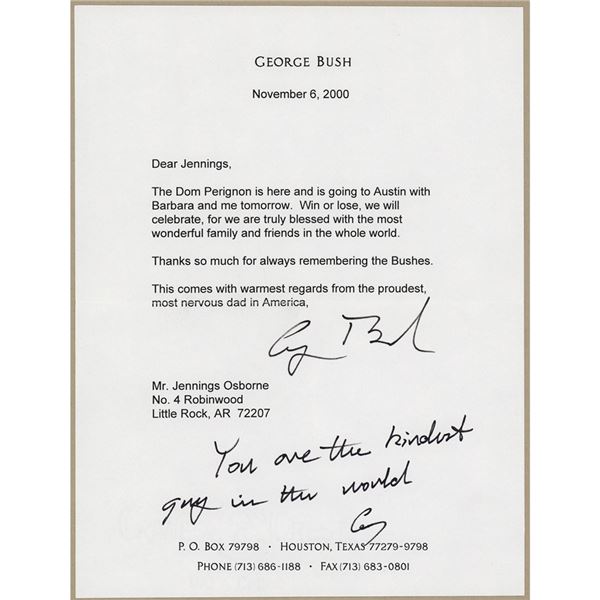 GEORGE BUSH
November 6, 2000
Dear Jennings,
The Dom Perignon is here and is going to Austin with
Barbara and me tomorrow. Win or lose, we will
celebrate, for we are truly blessed with the most
wonderful family and friends in the whole world.
Thanks so much for always remembering the Bushes.
This comes with warmest regards from the proudest,
most nervous dad in America,
Mr. Jennings Osborne
No. 4 Robinwood
Little Rock, AR 72207
You are the kindest
guy in the world
P. O. BOX 79798 · HOUSTON, TEXAS 77279-9798
PHONE (713) 686-1188 · FAX (713) 683-0801